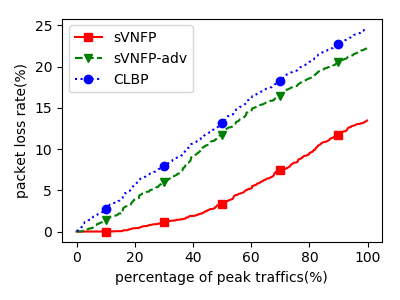 sVNFP
sVNFP-adv
CLBP
packet loss rate(%)
25
20
15
10
5
0
0 20 40 60 80 100
percentage of peak traffics(%)